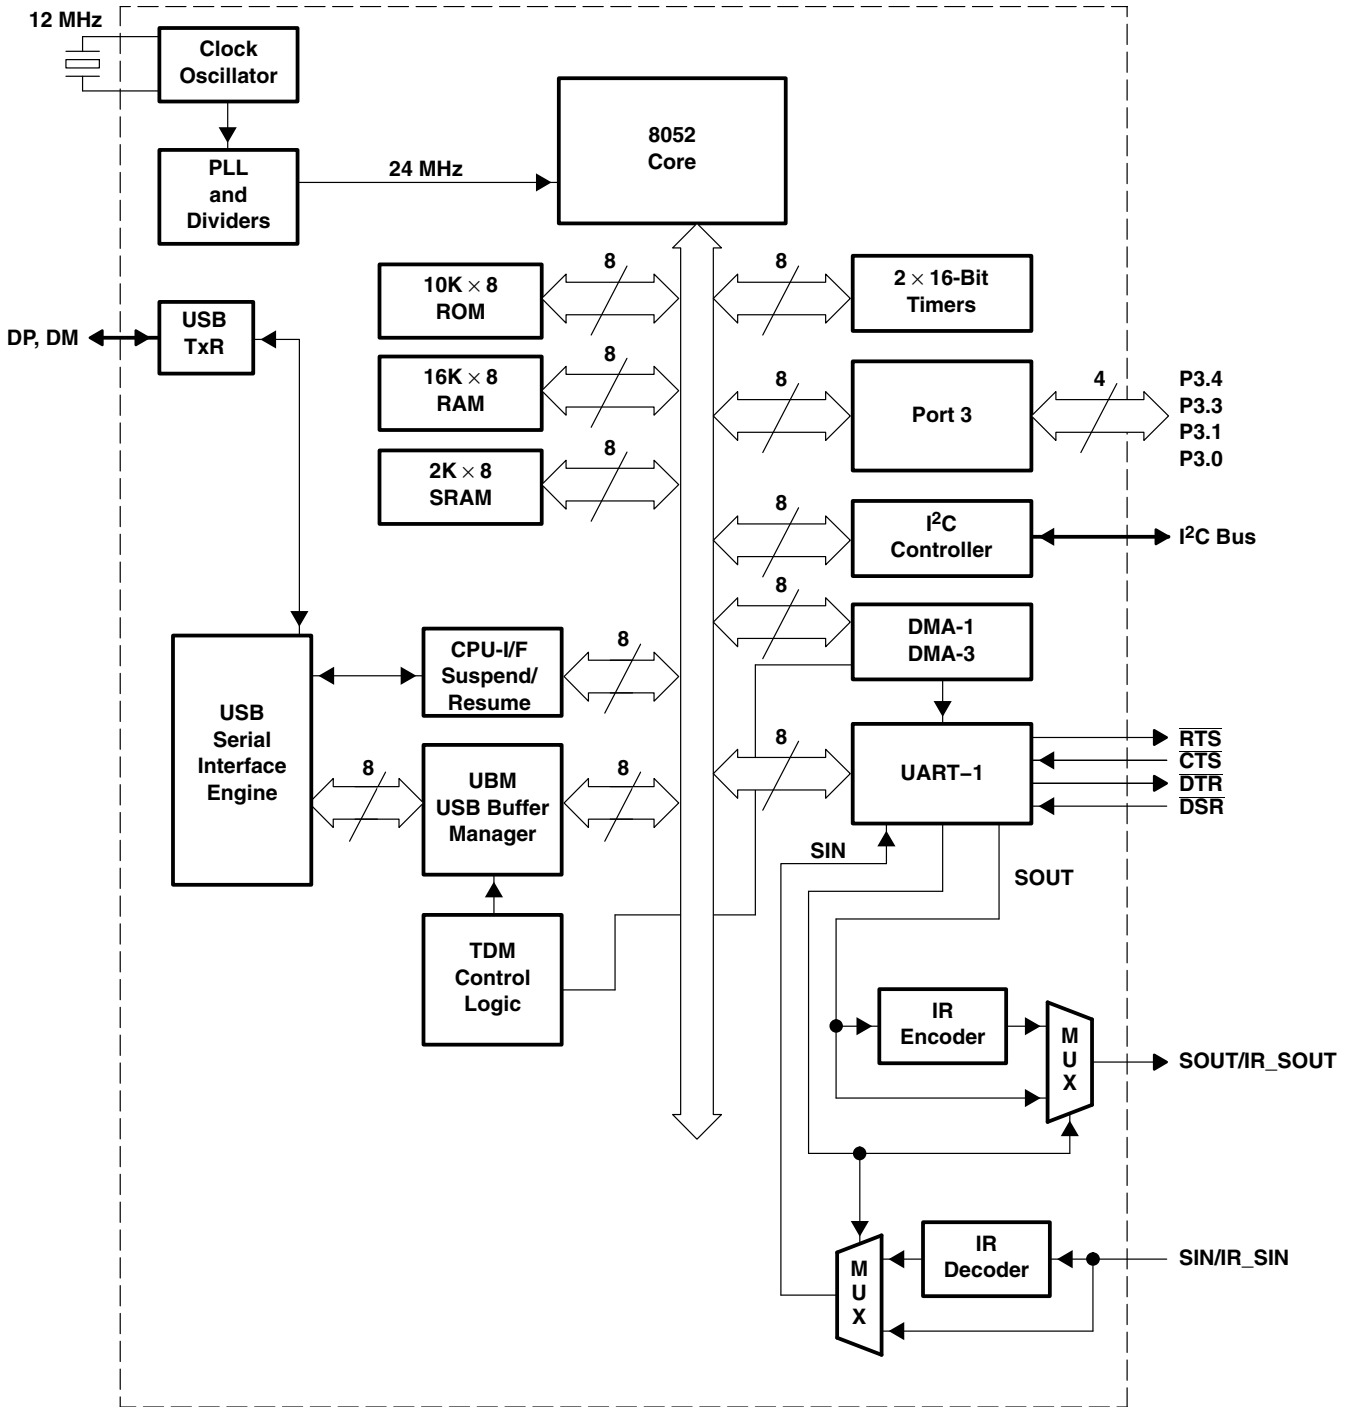 12 MHz
Clock
Oscillator
8052
Core
PLL
and
Dividers
24 MHz
8
8
10K × 8
ROM
2 × 16-Bit
Timers
USB
TxR
DP, DM
8
16K × 8
RAM
8
Port 3
4
P3.4
P3.3
P3.1
P3.0
8
2K × 8
SRAM
8
I²C
Controller
I²C Bus
8
DMA-1
DMA-3
CPU-I/F
Suspend/
Resume
8
USB
Serial
Interface
Engine
8
UBM
USB Buffer
Manager
8
8
UART−1
RTS
CTS
DTR
DSR
SIN
SOUT
TDM
Control
Logic
IR
Encoder
M
U
X
SOUT/IR_SOUT
IR
Decoder
M
U
X
SIN/IR_SIN